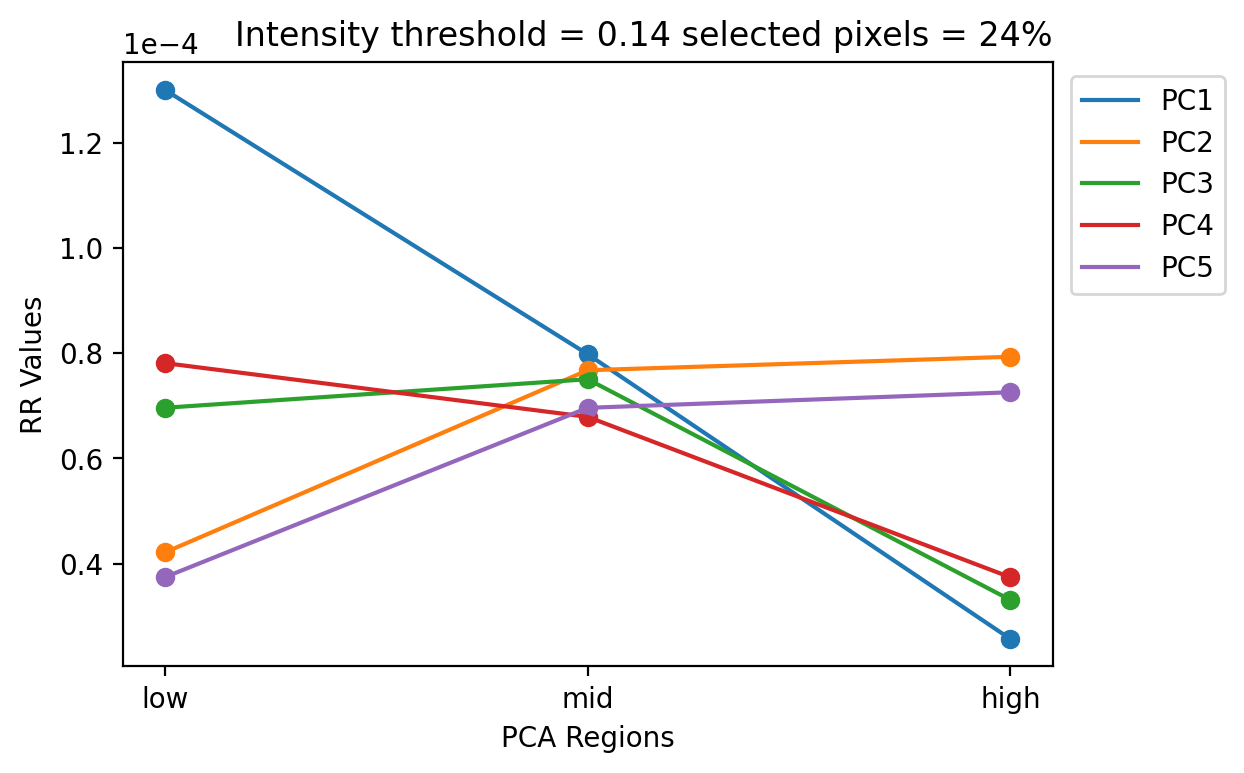 Intensity threshold = 0.14 selected pixels = 24%
1e−4
1.2
1.0
0.8
0.6
0.4
RR Values
low
mid
high
PCA Regions
PC1
PC2
PC3
PC4
PC5